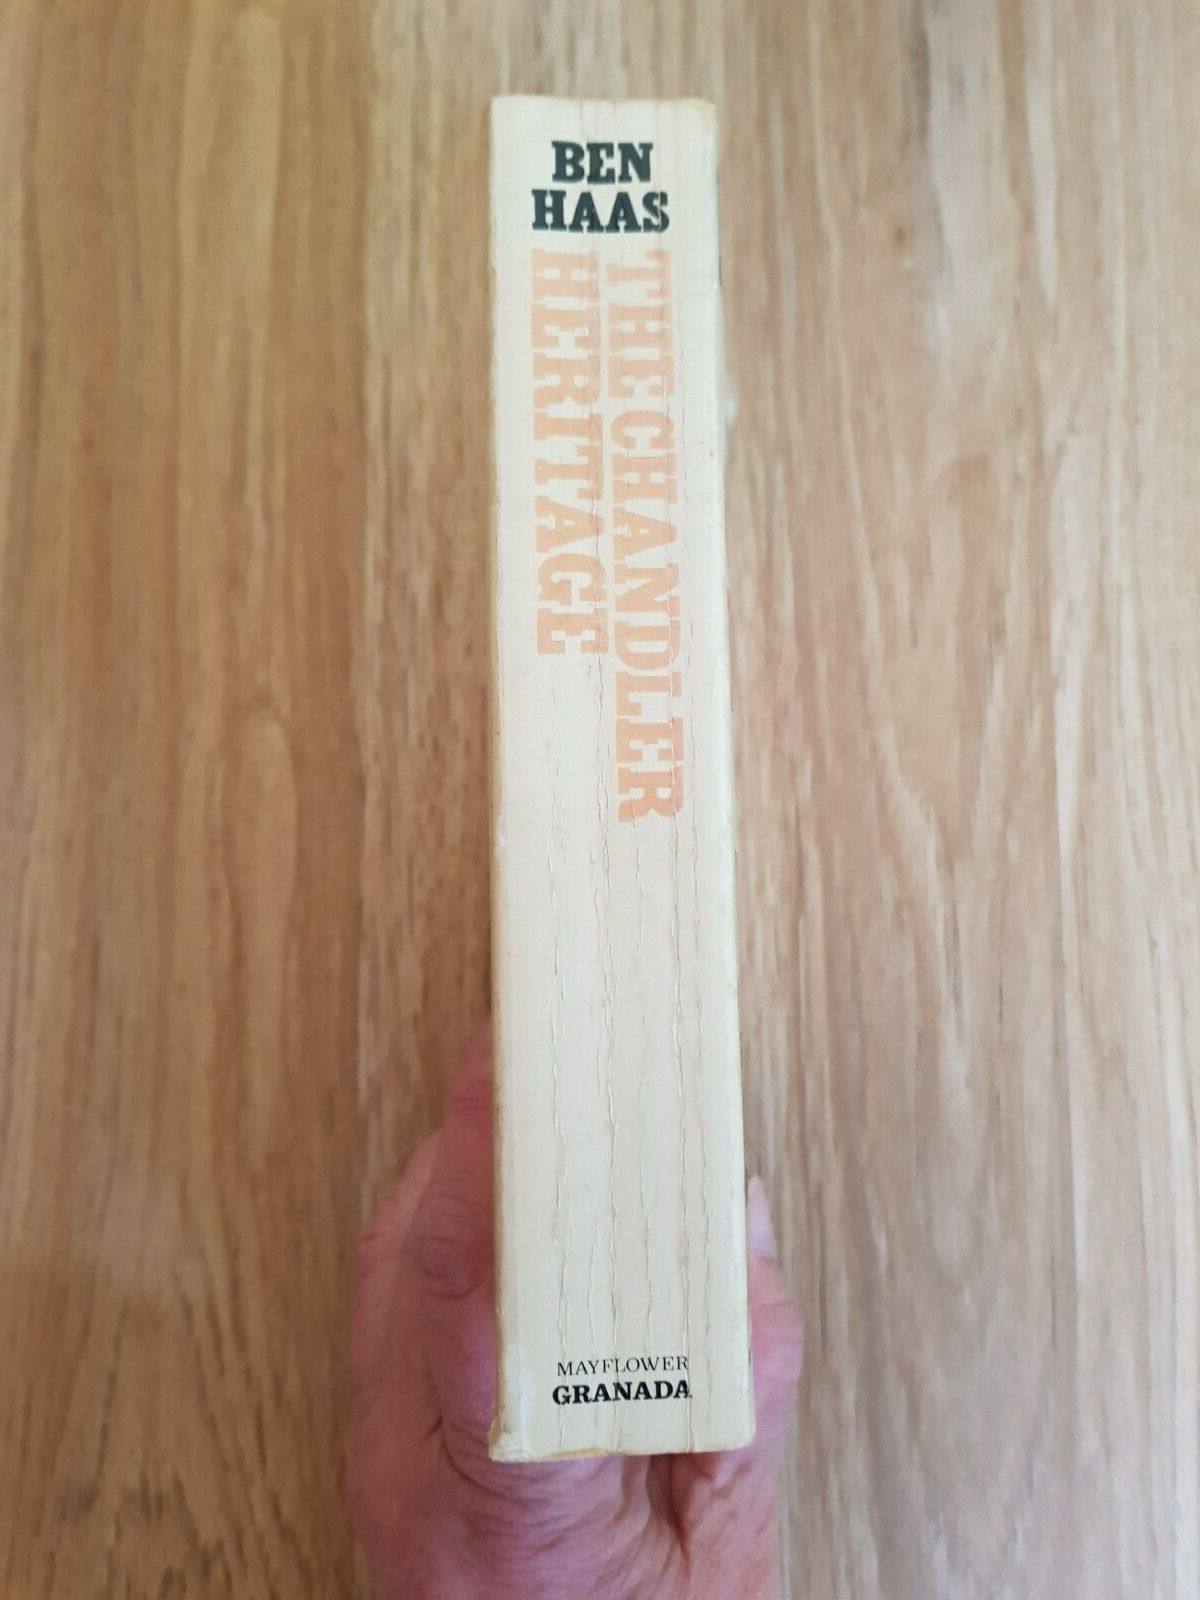 BEN
HAAS
THE CHANDLER
HERITAGE
MAYFLOWER
GRANADA